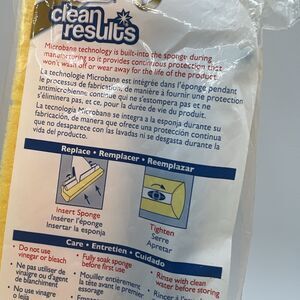 clean
results
Microban® technology is built-into the sponge during
manufacturing so it provides continuous protection that
won't wash off or wear away for the life of the product.
La technologie Microban® est intégrée dans l'éponge pendant
le processus de fabrication, de manière à fournir une protection
antimicrobienne continue qui ne s'estompera pas et ne
s'éliminera pas, et ce, pour la durée de vie du produit.
La tecnología Microban® se integra a la esponja durante su
fabricación, de manera que ofrece una protección continua
que no desaparece con las lavadas ni se desgasta durante la
vida del producto.
Replace • Remplacer • Reemplazar
Insert Sponge
Insérer l'éponge
Insertar la esponja
Tighten
Serre
Apretar
Care • Entretien • Cuidado
• Do not use
vinegar or bleach
• Ne pas utiliser de
vinaigre ou d'eau
de blanchiment
• No use vinagre
o lejía
• Fully soak sponge
before first use
• Mouiller entièrement
la tête avant le premier
essorage
• Rinse with clean
water before storing
• Rincer à l'eau